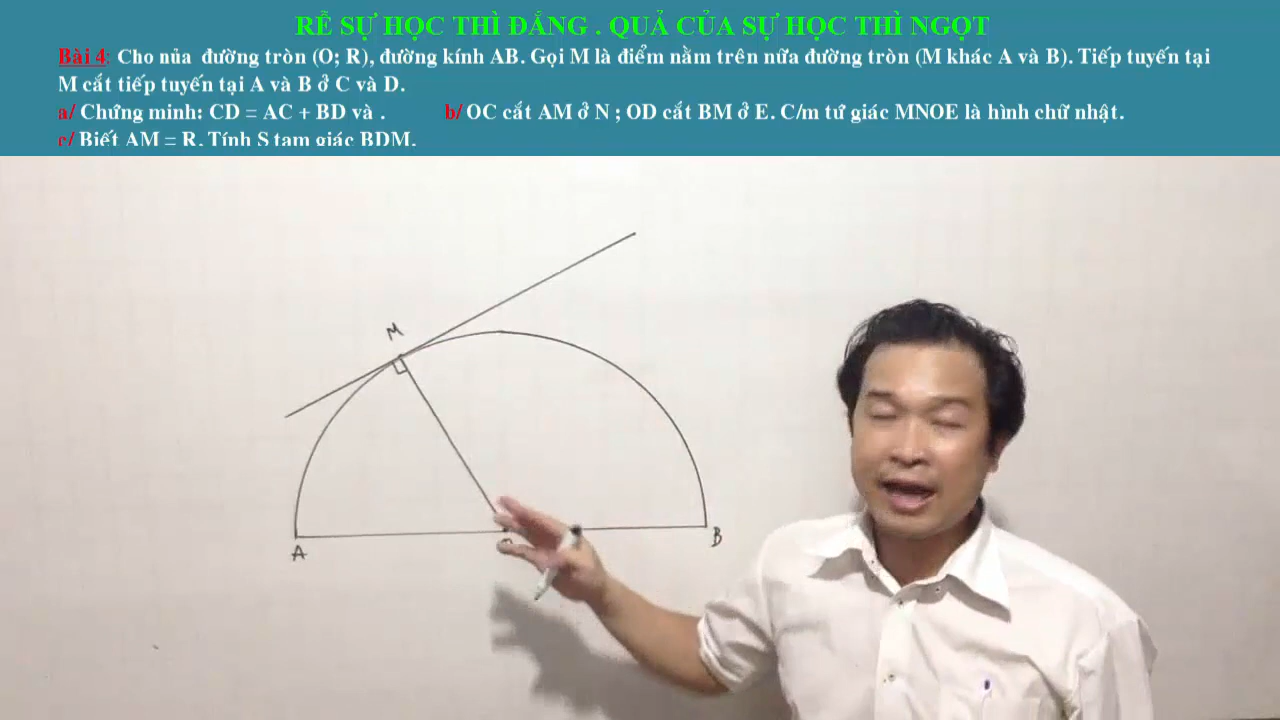 RỄ SỰ HỌC THÌ ĐẮNG . QUẢ CỦA SỰ HỌC THÌ NGỌT
Bài 4: Cho nủa đường tròn (O; R), đường kính AB. Gọi M là điểm nằm trên nữa đường tròn (M khác A và B). Tiếp tuyến tại
M cắt tiếp tuyến tại A và B ở C và D.
a/ Chứng minh: CD = AC + BD và . b/ OC cắt AM ở N ; OD cắt BM ở E. C/m tứ giác MNOE là hình chữ nhật.
c/ Biết AM = R. Tính S tam giác BDM.
M
A
B